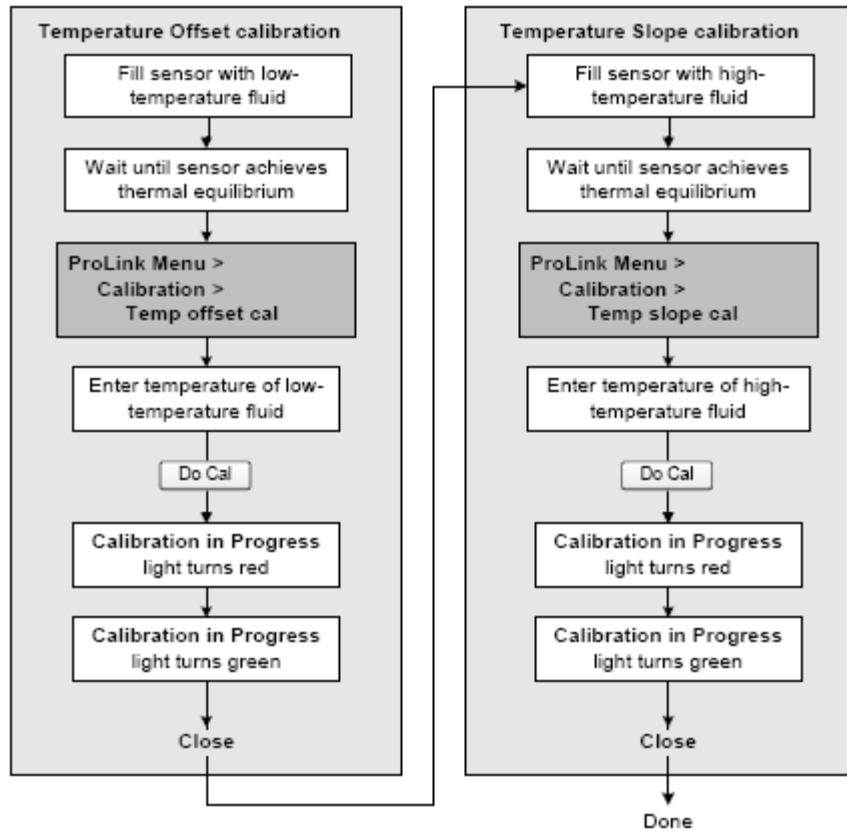 Temperature Offset calibration
Fill sensor with low-
temperature fluid
Wait until sensor achieves
thermal equilibrium
ProLink Menu >
Calibration >
Temp offset cal
Enter temperature of low-
temperature fluid
Do Cal
Calibration in Progress
light turns red
Calibration in Progress
light turns green
Close
Temperature Slope calibration
Fill sensor with high-
temperature fluid
Wait until sensor achieves
thermal equilibrium
ProLink Menu >
Calibration >
Temp slope cal
Enter temperature of high-
temperature fluid
Do Cal
Calibration in Progress
light turns red
Calibration in Progress
light turns green
Close
Done